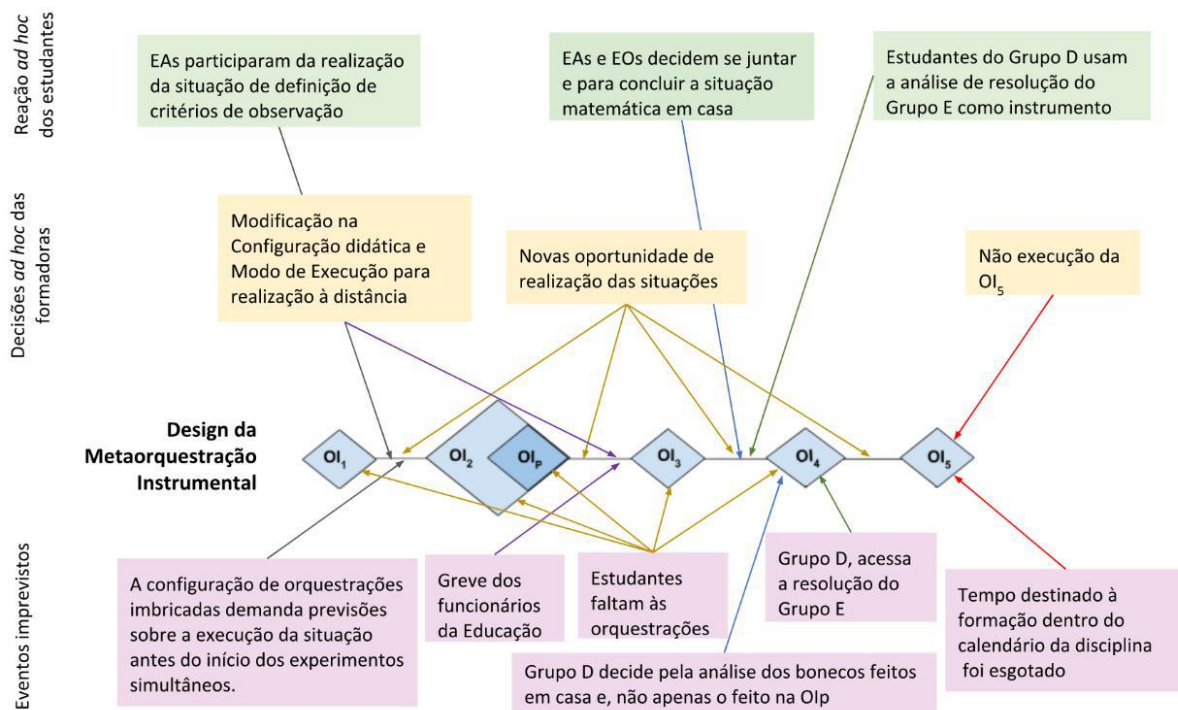 Reação ad hoc
dos estudantes
EAs participaram da realização
da situação de definição de
critérios de observação
EAs e EOs decidem se juntar
e para concluir a situação
matemática em casa
Estudantes do Grupo D usam
a análise de resolução do
Grupo E como instrumento
Decisões ad hoc das
formadoras
Modificação na
Configuração didática e
Modo de Execução para
realização à distância
Novas oportunidade de
realização das situações
Não execução da
OI5
Design da
Metaorquestração
Instrumental
OI1
OI2
OIP
OI3
OI4
OI5
Eventos imprevistos
A configuração de orquestrações
imbricadas demanda previsões
sobre a execução da situação
antes do início dos experimentos
simultâneos.
Greve dos
funcionários
da Educação
Estudantes
faltam às
orquestrações
Grupo D, acessa
a resolução do
Grupo E
Grupo D decide pela análise dos bonecos feitos
em casa e, não apenas o feito na OIp
Tempo destinado à
formação dentro do
calendário da disciplina
foi esgotado